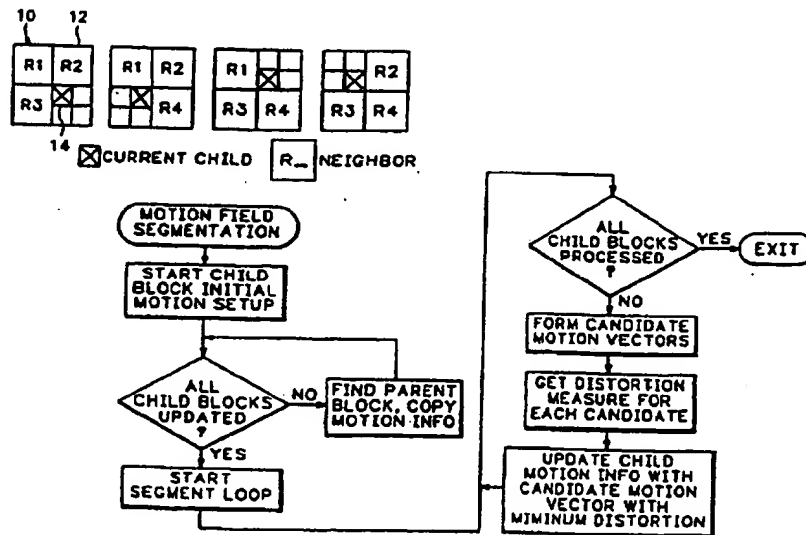 10 12
R1 R2 R1 R2 R1 R2
R3 R4 R3 R4 R3 R4
14
CURRENT CHILD R_ NEIGHBOR
MOTION FIELD
SEGMENTATION
START CHILD
BLOCK INITIAL
MOTION SETUP
ALL
CHILD BLOCKS
UPDATED
?
NO
FIND PARENT
BLOCK, COPY
MOTION INFO
YES
START
SEGMENT LOOP
ALL
CHILD BLOCKS
PROCESSED
?
YES
EXIT
NO
FORM CANDIDATE
MOTION VECTORS
GET DISTORTION
MEASURE FOR
EACH CANDIDATE
UPDATE CHILD
MOTION INFO WITH
CANDIDATE MOTION
VECTOR WITH
MIMINUM DISTORTION